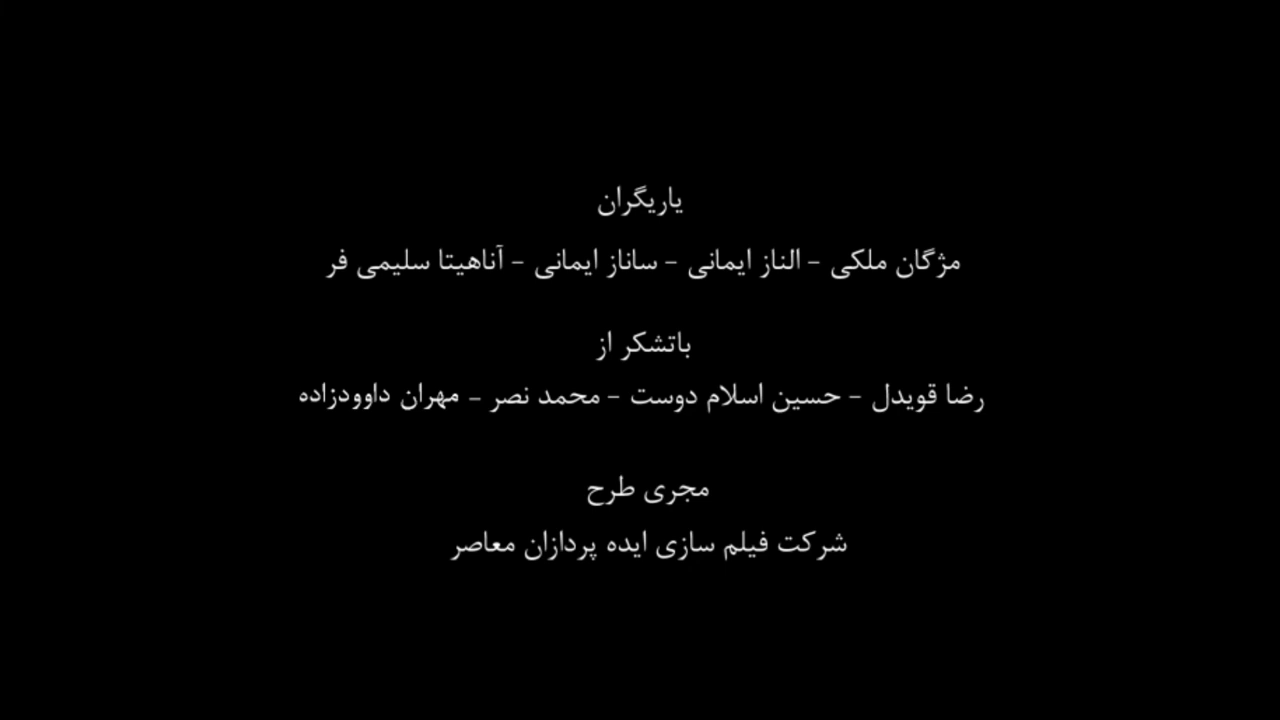 یاریگران
مژگان ملکی - الناز ایمانی - ساناز ایمانی - آناهیتا سلیمی فر
باتشکر از
رضا قویدل - حسین اسلام دوست - محمد نصر - مهران داوودزاده
مجری طرح
شرکت فیلم سازی ایده پردازان معاصر